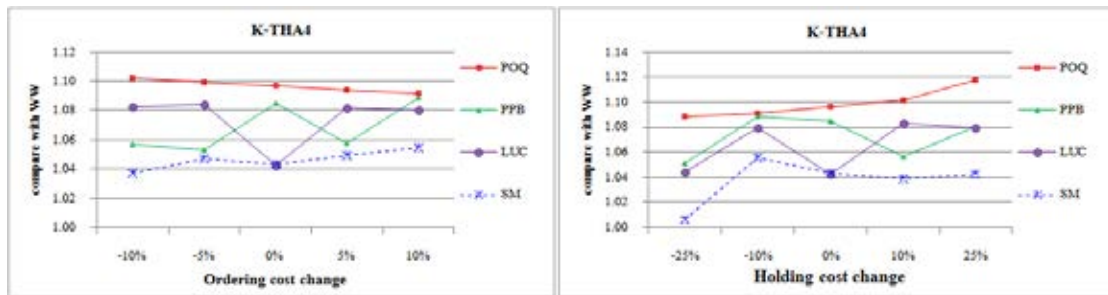 K-THA4
compare with WW
1.12
1.10
1.08
1.06
1.04
1.02
1.00
-10%
-5%
0%
5%
10%
Ordering cost change
POQ
PPB
LUC
SM
K-THA4
compare with WW
1.14
1.12
1.10
1.08
1.06
1.04
1.02
1.00
-25%
-10%
0%
10%
25%
Holding cost change
POQ
PPB
LUC
SM